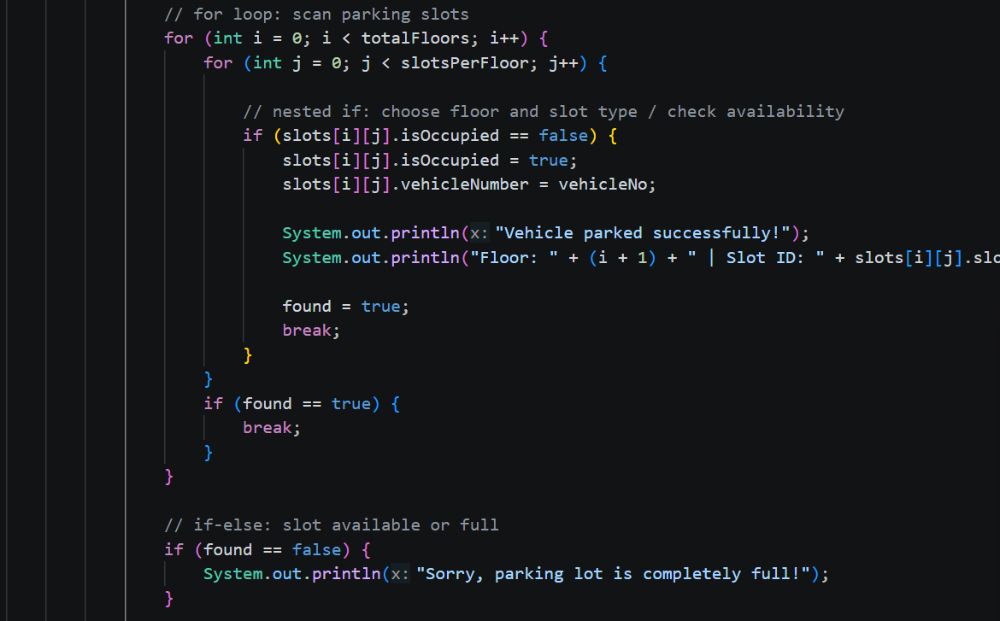 // for loop: scan parking slots
for (int i = 0; i < totalFloors; i++) {
for (int j = 0; j < slotsPerFloor; j++) {
// nested if: choose floor and slot type / check availability
if (slots[i][j].isOccupied == false) {
slots[i][j].isOccupied = true;
slots[i][j].vehicleNumber = vehicleNo;
System.out.println(x: "Vehicle parked successfully!");
System.out.println("Floor: " + (i + 1) + " | Slot ID: " + slots[i][j].slo
found = true;
break;
}
}
if (found == true) {
break;
}
}
// if-else: slot available or full
if (found == false) {
System.out.println(x: "Sorry, parking lot is completely full!");
}